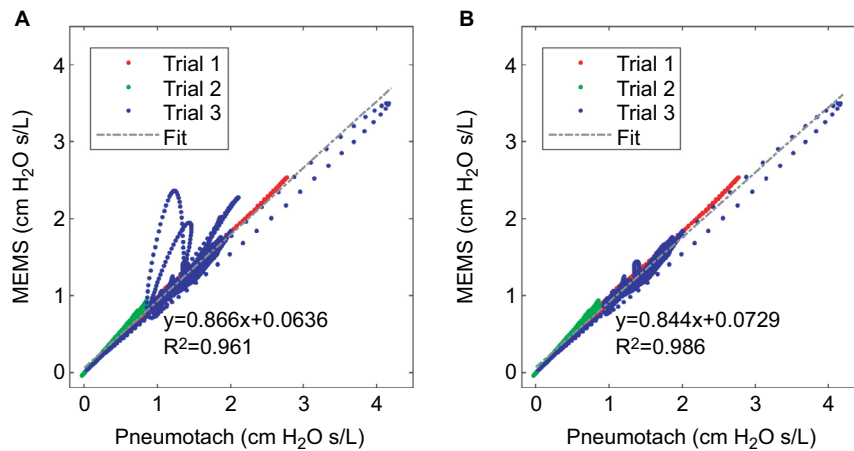 A
4
3
2
1
0
MEMS (cm H2O s/L)
Trial 1
Trial 2
Trial 3
Fit
y=0.866x+0.0636
R²=0.961
0 1 2 3 4
Pneumotach (cm H2O s/L)
B
4
3
2
1
0
MEMS (cm H2O s/L)
Trial 1
Trial 2
Trial 3
Fit
y=0.844x+0.0729
R²=0.986
0 1 2 3 4
Pneumotach (cm H2O s/L)